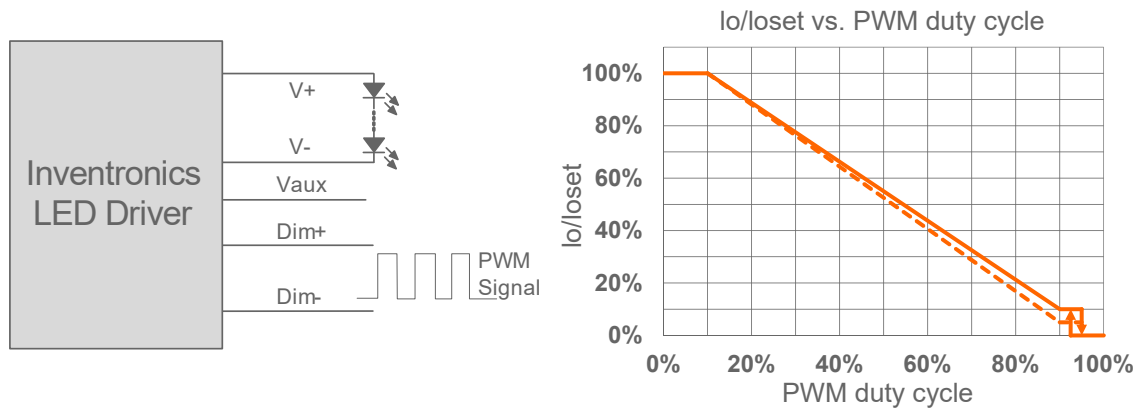 Inventronics
LED Driver
V+
V-
Vaux
Dim+
Dim-
PWM
Signal
Io/Ioset vs. PWM duty cycle
100%
80%
60%
40%
20%
0%
Io/Ioset
0% 20% 40% 60% 80% 100%
PWM duty cycle